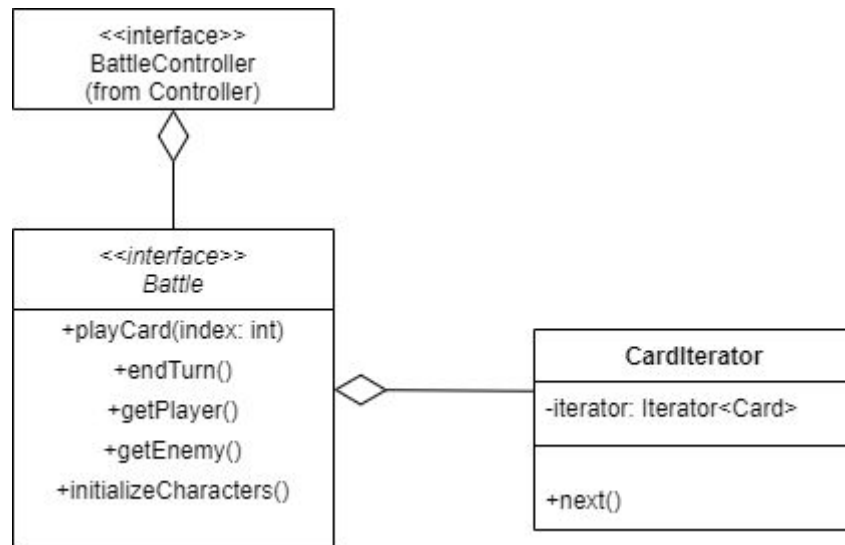 <<interface>>
BattleController
(from Controller)
<<interface>>
Battle
+playCard(index: int)
+endTurn()
+getPlayer()
+getEnemy()
+initializeCharacters()
CardIterator
-iterator: Iterator<Card>
+next()